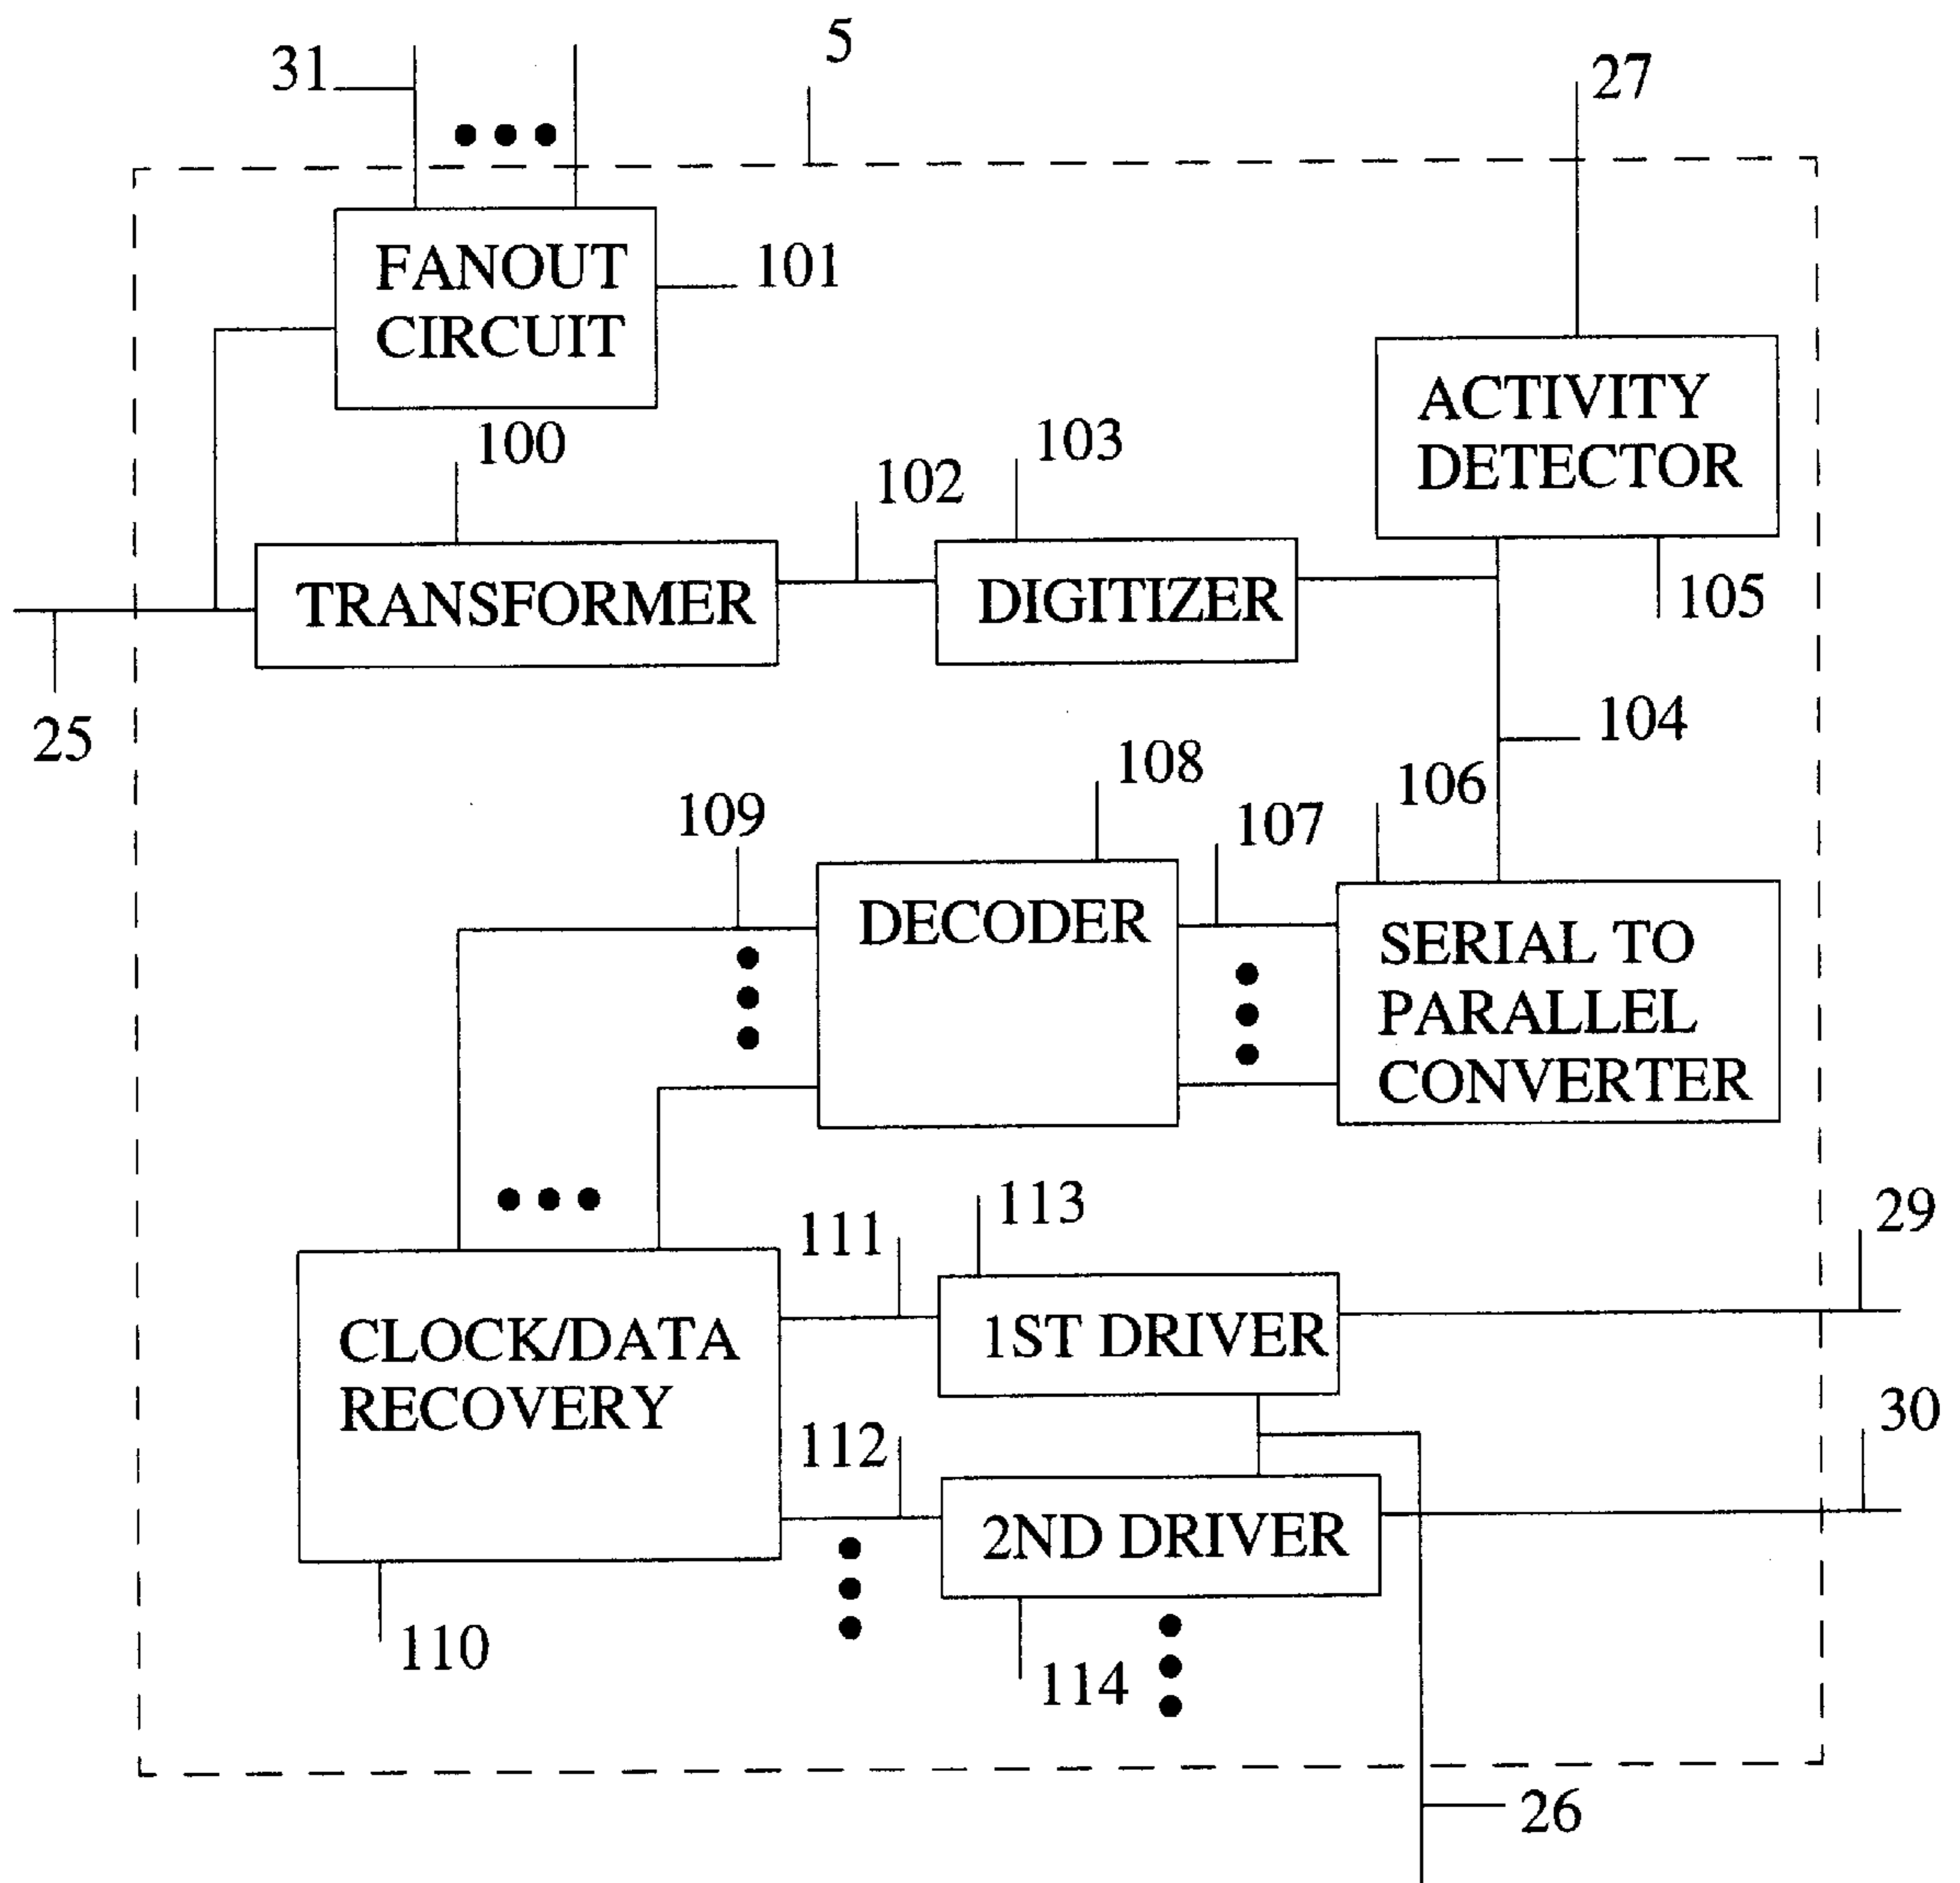 5
31
27
FANOUT
CIRCUIT
101
ACTIVITY
DETECTOR
100
102
103
TRANSFORMER
DIGITIZER
105
25
104
106
108
109
107
DECODER
SERIAL TO
PARALLEL
CONVERTER
113
29
111
1ST DRIVER
CLOCK/DATA
RECOVERY
30
112
2ND DRIVER
110
114
26